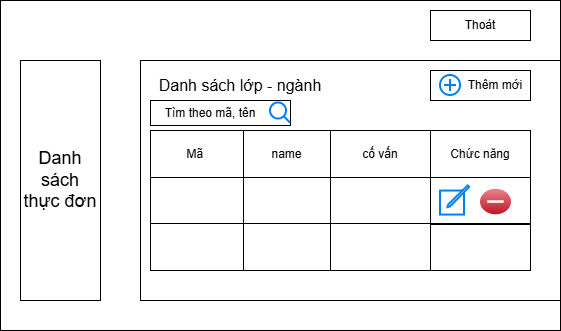 Thoát
Danh sách lớp - ngành
Thêm mới
Tìm theo mã, tên
Mã name cố vấn Chức năng
Danh
sách
thực đơn